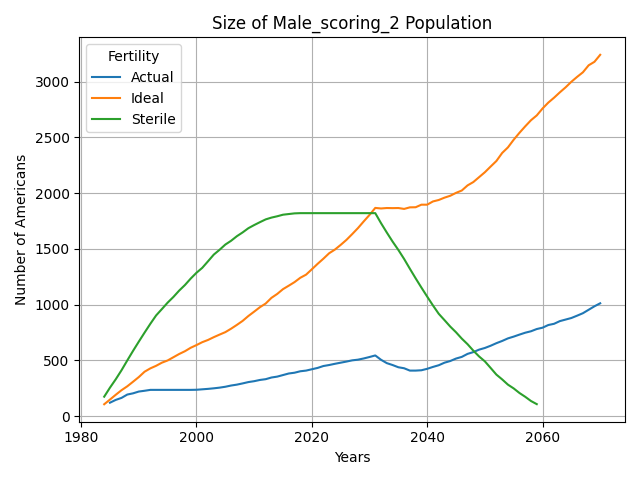 Size of Male_scoring_2 Population
Fertility
Actual
Ideal
Sterile
Number of Americans
3000
2500
2000
1500
1000
500
0
1980
2000
2020
2040
2060
Years